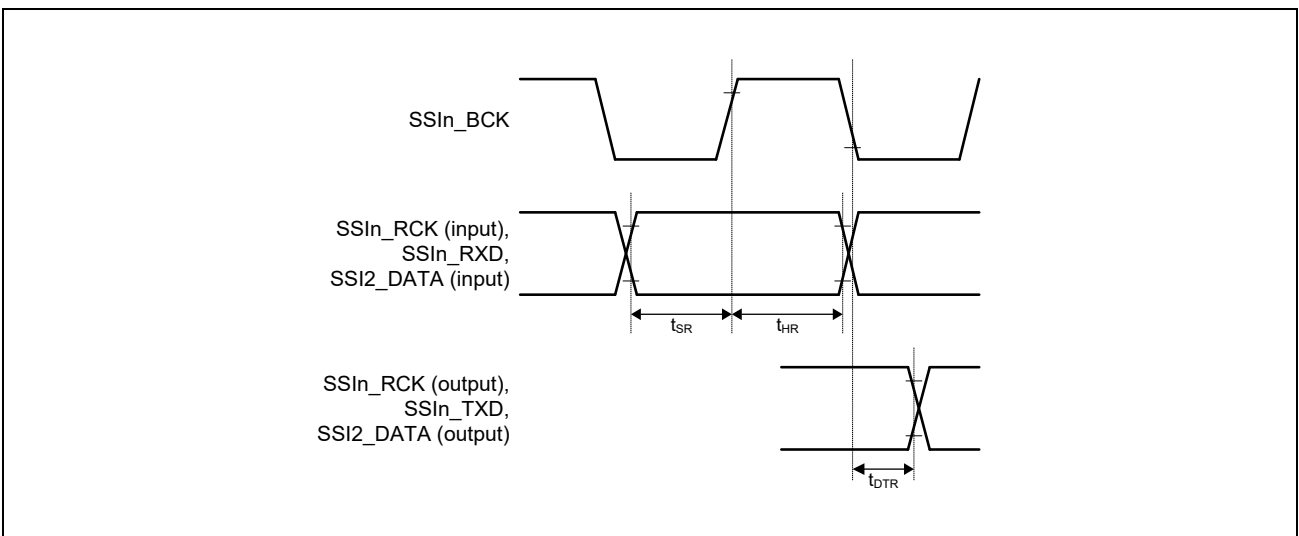 SSIn_BCK
SSIn_RCK (input),
SSIn_RXD,
SSI2_DATA (input)
tSR
tHR
SSIn_RCK (output),
SSIn_TXD,
SSI2_DATA (output)
tDTR